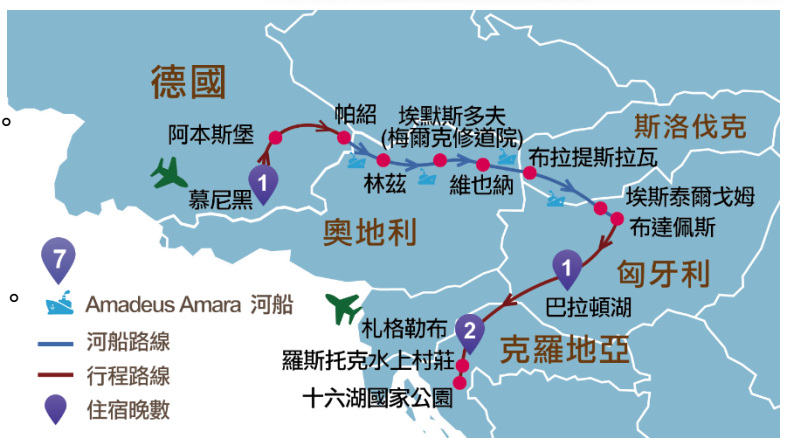 德國
。
帕紹
埃默斯多夫
(梅爾克修道院)
阿本斯堡
斯洛伐克
布拉提斯拉瓦
慕尼黑
1
林茲
維也納
埃斯泰爾戈姆
布達佩斯
奧地利
7
1
匈牙利
。
Amadeus Amara 河船
巴拉頓湖
札格勒布
2
克羅地亞
河船路線
羅斯托克水上村莊
行程路線
十六湖國家公園
住宿晚數